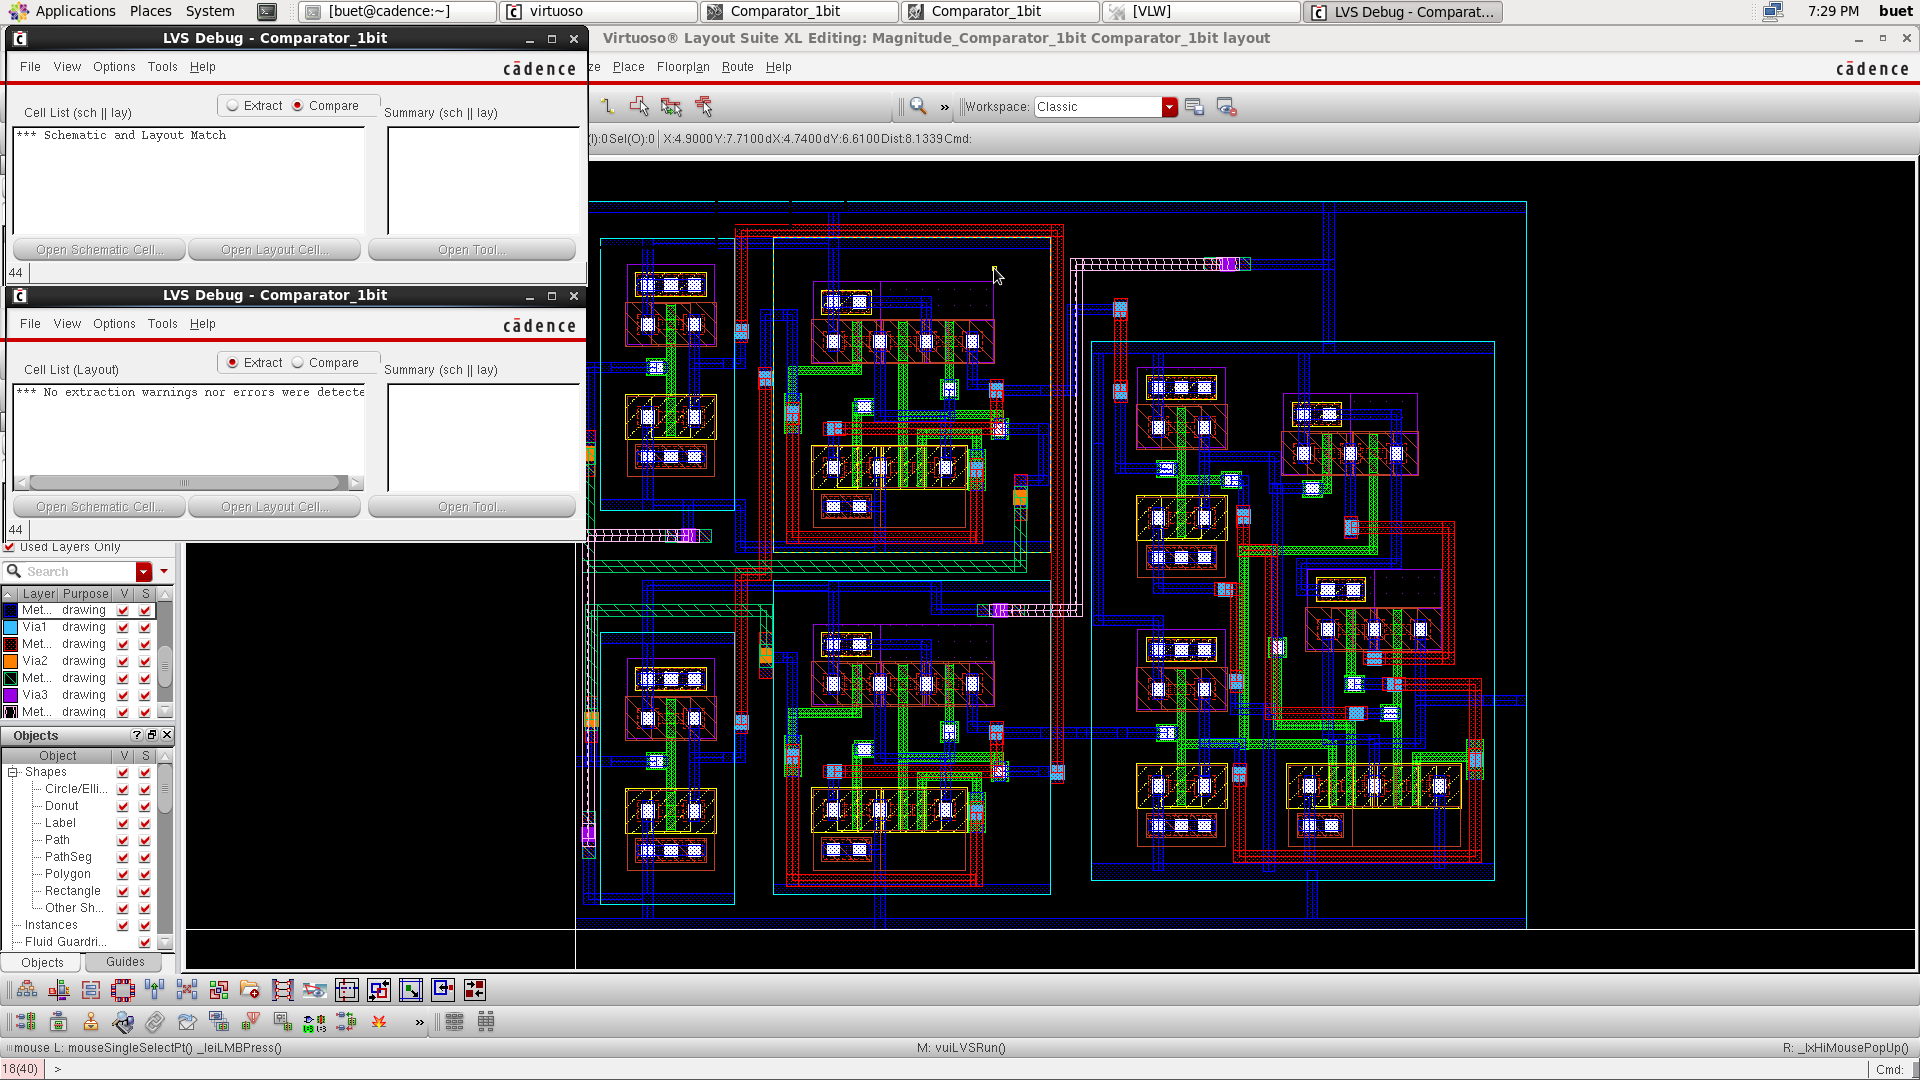 Applications Places System [buet@cadence:~] virtuoso Comparator_1bit Comparator_1bit [VLW] LVS Debug - Comparat... 7:29 PM buet
LVS Debug - Comparator_1bit
Virtuoso® Layout Suite XL Editing: Magnitude_Comparator_1bit Comparator_1bit layout
File View Options Tools Help
cādence
ze Place Floorplan Route Help
cādence
Extract Compare
Cell List (sch || lay)
Summary (sch || lay)
*** Schematic and Layout Match
Open Schematic Cell... Open Layout Cell... Open Tool...
44
» Workspace: Classic
(I):0 Sel(O):0 X:4.9000 Y:7.7100 dX:4.7400 dY:6.6100 Dist:8.1339 Cmd:
LVS Debug - Comparator_1bit
File View Options Tools Help
cādence
Extract Compare
Cell List (Layout)
Summary (sch || lay)
*** No extraction warnings nor errors were detecte
Open Schematic Cell... Open Layout Cell... Open Tool...
44
Used Layers Only
Search
Layer Purpose V S
Met... drawing
Via1 drawing
Met... drawing
Via2 drawing
Met... drawing
Via3 drawing
Met... drawing
Objects
Object V S
Shapes
Circle/Elli...
Donut
Label
Path
PathSeg
Polygon
Rectangle
Other Sh...
Instances
Fluid Guardri...
Objects Guides
»
mouse L: mouseSingleSelectPt() _leiLMBPress()
M: vuiLVSRun()
R: _lxHiMousePopUp()
18(40) >
Cmd: